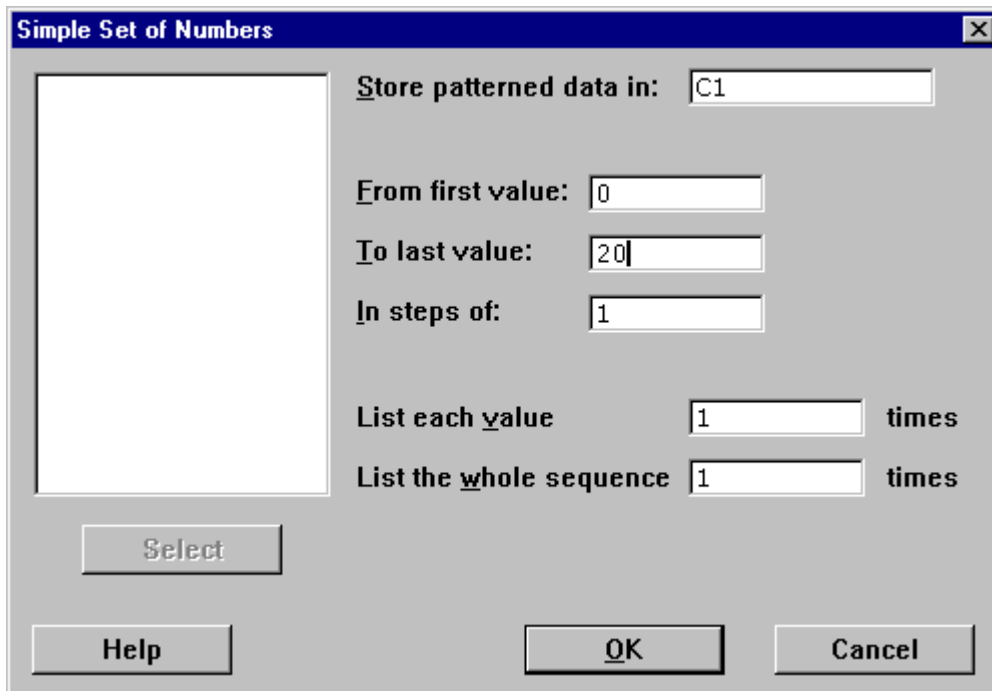 Simple Set of Numbers
Store patterned data in: C1
From first value: 0
To last value: 20
In steps of: 1
List each value 1 times
List the whole sequence 1 times
Select
Help OK Cancel